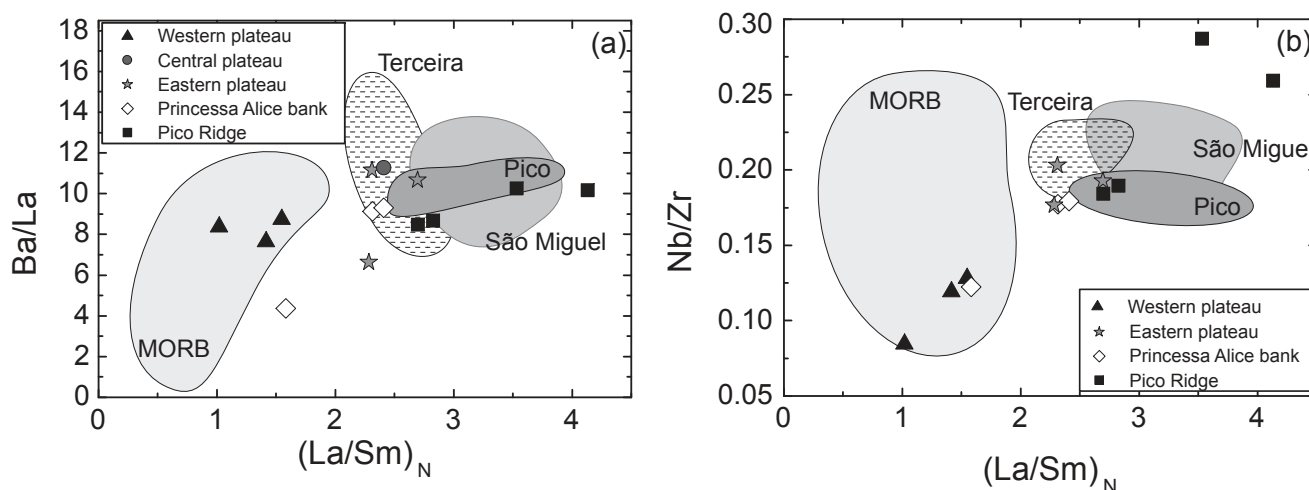 (a)
Western plateau
Central plateau
Eastern plateau
Princessa Alice bank
Pico Ridge
Terceira
Pico
São Miguel
MORB
18
16
14
12
10
8
6
4
2
0
Ba/La
0 1 2 3 4
(La/Sm)N
(b)
MORB
Terceira
São Miguel
Pico
Western plateau
Eastern plateau
Princessa Alice bank
Pico Ridge
0.30
0.25
0.20
0.15
0.10
0.05
Nb/Zr
0 1 2 3 4
(La/Sm)N